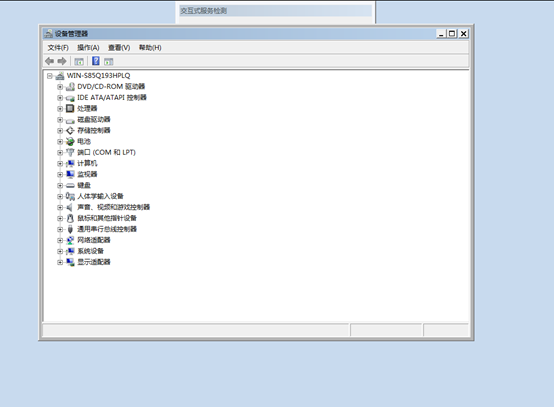 交互式服务检测
设备管理器
文件(F) 操作(A) 查看(V) 帮助(H)
WIN-S85Q193HPLQ
DVD/CD-ROM 驱动器
IDE ATA/ATAPI 控制器
处理器
磁盘驱动器
存储控制器
电池
端口 (COM 和 LPT)
计算机
监视器
键盘
人体学输入设备
声音、视频和游戏控制器
鼠标和其他指针设备
通用串行总线控制器
网络适配器
系统设备
显示适配器